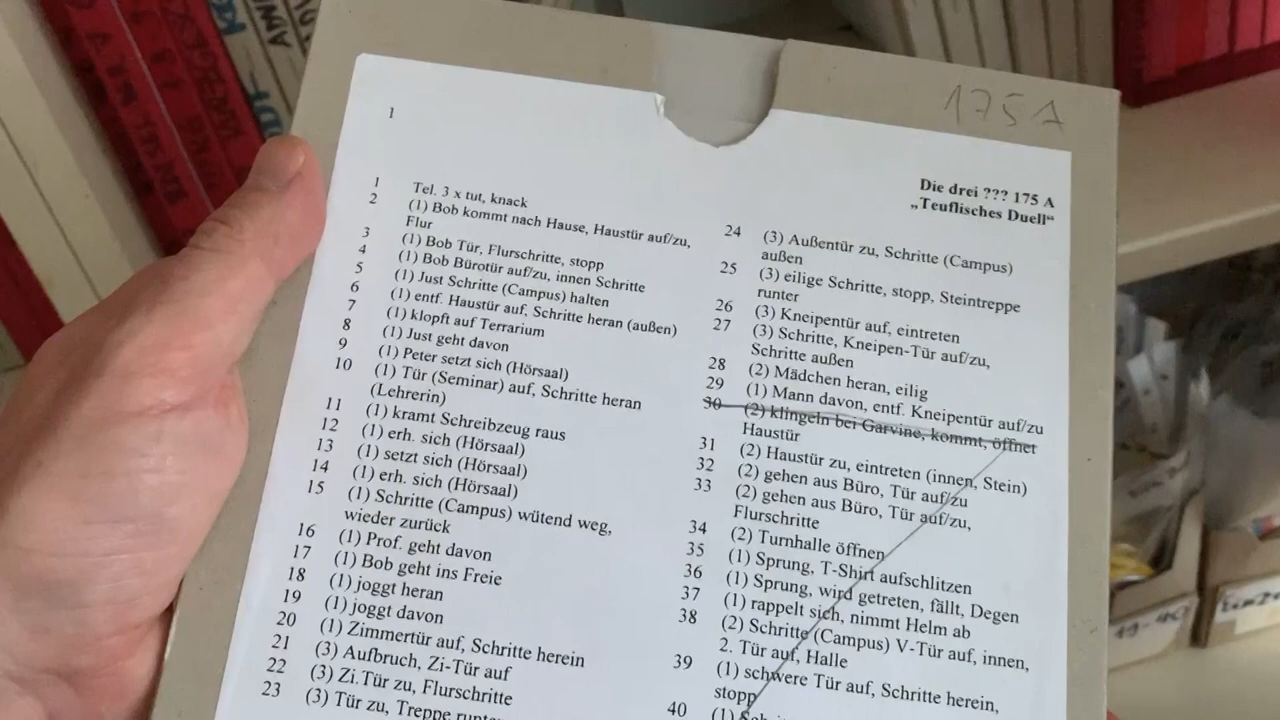 175 A
1
Die drei ??? 175 A
„Teuflisches Duell“
1 Tel. 3 x tut, knack
2 (1) Bob kommt nach Hause, Haustür auf/zu,
Flur
3 (1) Bob Tür, Flurschritte, stopp
4 (1) Bob Bürotür auf/zu, innen Schritte
5 (1) Just Schritte (Campus) halten
6 (1) entf. Haustür auf, Schritte heran (außen)
7 (1) klopft auf Terrarium
8 (1) Just geht davon
9 (1) Peter setzt sich (Hörsaal)
10 (1) Tür (Seminar) auf, Schritte heran
(Lehrerin)
11 (1) kramt Schreibzeug raus
12 (1) erh. sich (Hörsaal)
13 (1) setzt sich (Hörsaal)
14 (1) erh. sich (Hörsaal)
15 (1) Schritte (Campus) wütend weg,
wieder zurück
16 (1) Prof. geht davon
17 (1) Bob geht ins Freie
18 (1) joggt heran
19 (1) joggt davon
20 (1) Zimmertür auf, Schritte herein
21 (3) Aufbruch, Zi-Tür auf
22 (3) Zi.Tür zu, Flurschritte
23 (3) Tür zu, Treppe
24 (3) Außentür zu, Schritte (Campus)
außen
25 (3) eilige Schritte, stopp, Steintreppe
runter
26 (3) Kneipentür auf, eintreten
27 (3) Schritte, Kneipen-Tür auf/zu,
Schritte außen
28 (2) Mädchen heran, eilig
29 (1) Mann davon, entf. Kneipentür auf/zu
30 (2) klingeln bei Garvine, kommt, öffnet
Haustür
31 (2) Haustür zu, eintreten (innen, Stein)
32 (2) gehen aus Büro, Tür auf/zu
33 (2) gehen aus Büro, Tür auf/zu,
Flurschritte
34 (2) Turnhalle öffnen
35 (1) Sprung, T-Shirt aufschlitzen
36 (1) Sprung, wird getreten, fällt, Degen
37 (1) rappelt sich, nimmt Helm ab
38 (2) Schritte (Campus) V-Tür auf, innen,
2. Tür auf, Halle
39 (1) schwere Tür auf, Schritte herein,
stopp
40 (1)